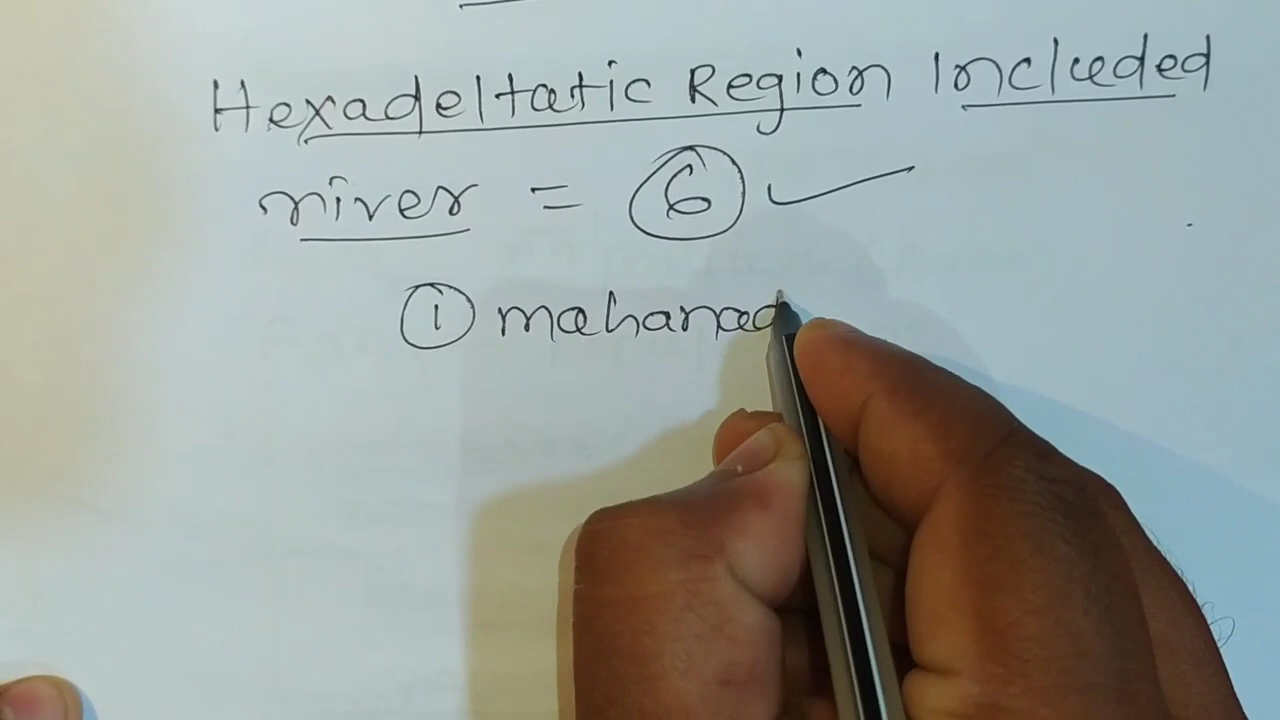 Hexadeltatic Region Included
river = 6 ✓
① mahanad